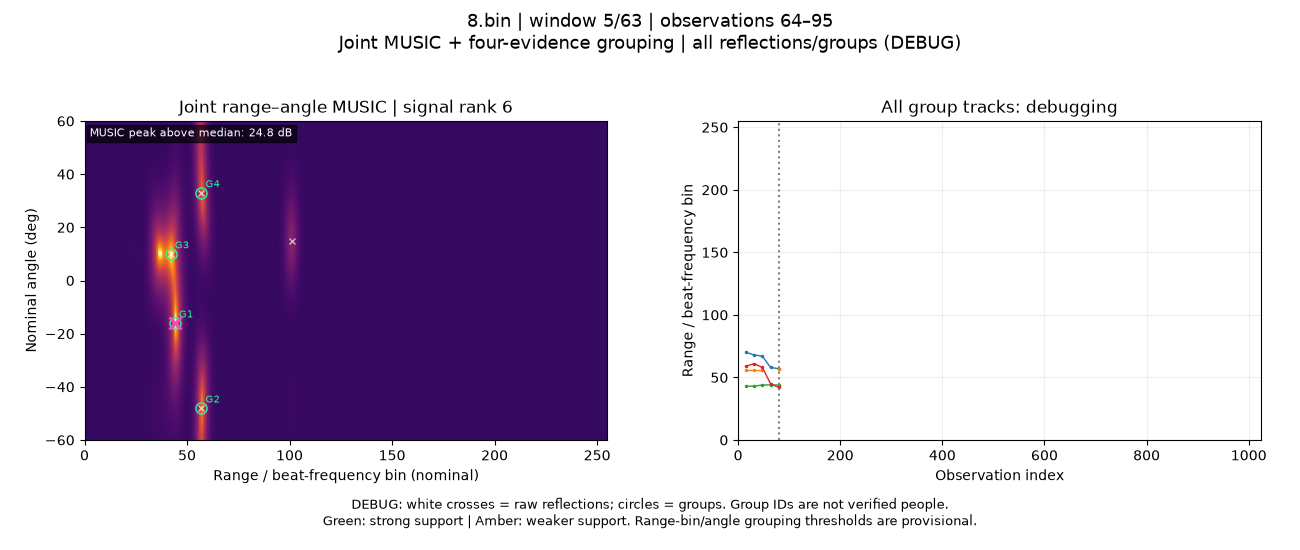 8.bin | window 5/63 | observations 64–95
Joint MUSIC + four-evidence grouping | all reflections/groups (DEBUG)
Joint range–angle MUSIC | signal rank 6
MUSIC peak above median: 24.8 dB
60
40
20
0
−20
−40
−60
Nominal angle (deg)
G4
G3
G1
G2
0
50
100
150
200
250
Range / beat-frequency bin (nominal)
All group tracks: debugging
250
200
150
100
50
0
Range / beat-frequency bin
0
200
400
600
800
1000
Observation index
DEBUG: white crosses = raw reflections; circles = groups. Group IDs are not verified people.
Green: strong support | Amber: weaker support. Range-bin/angle grouping thresholds are provisional.